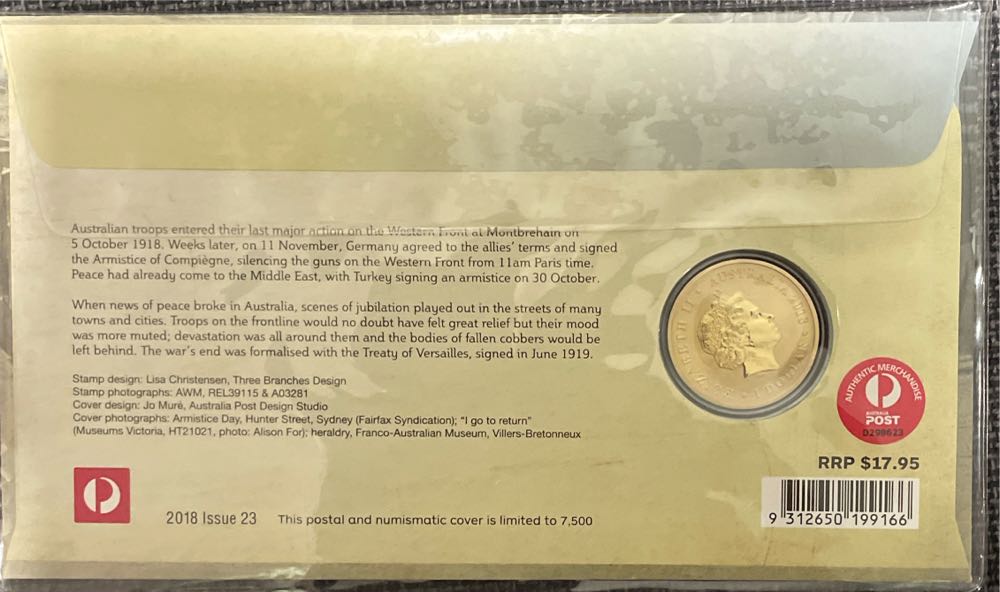 Australian troops entered their last major action on the Western Front at Montbrehain on
5 October 1918. Weeks later, on 11 November, Germany agreed to the allies' terms and signed
the Armistice of Compiègne, silencing the guns on the Western Front from 11am Paris time.
Peace had already come to the Middle East, with Turkey signing an armistice on 30 October.
When news of peace broke in Australia, scenes of jubilation played out in the streets of many
towns and cities. Troops on the frontline would no doubt have felt great relief but their mood
was more muted; devastation was all around them and the bodies of fallen cobbers would be
left behind. The war's end was formalised with the Treaty of Versailles, signed in June 1919.
Stamp design: Lisa Christensen, Three Branches Design
Stamp photographs: AWM, REL39115 & A03281
Cover design: Jo Muré, Australia Post Design Studio
Cover photographs: Armistice Day, Hunter Street, Sydney (Fairfax Syndication); "I go to return"
(Museums Victoria, HT21021, photo: Alison For); heraldry, Franco-Australian Museum, Villers-Bretonneux
2018 Issue 23 This postal and numismatic cover is limited to 7,500
ELIZABETH II AUSTRALIA 2018
AUTHENTIC MERCHANDISE
AUSTRALIA
POST
D298623
RRP $17.95
9 312650 199166